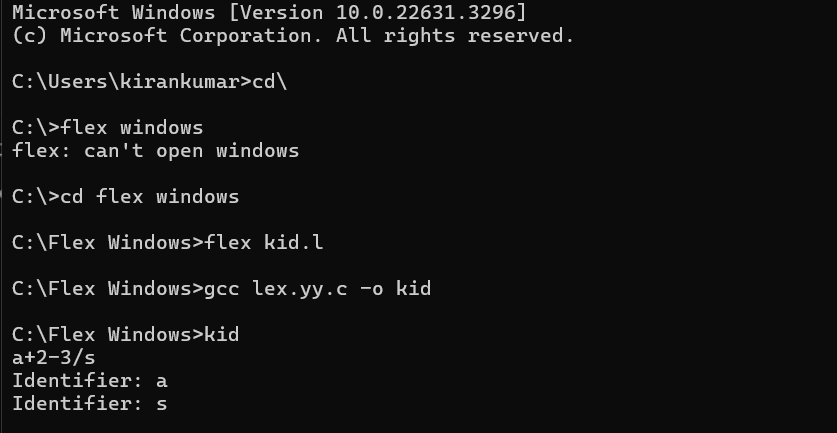 Microsoft Windows [Version 10.0.22631.3296]
(c) Microsoft Corporation. All rights reserved.
C:\Users\kirankumar>cd\
C:\>flex windows
flex: can't open windows
C:\>cd flex windows
C:\Flex Windows>flex kid.l
C:\Flex Windows>gcc lex.yy.c -o kid
C:\Flex Windows>kid
a+2-3/s
Identifier: a
Identifier: s